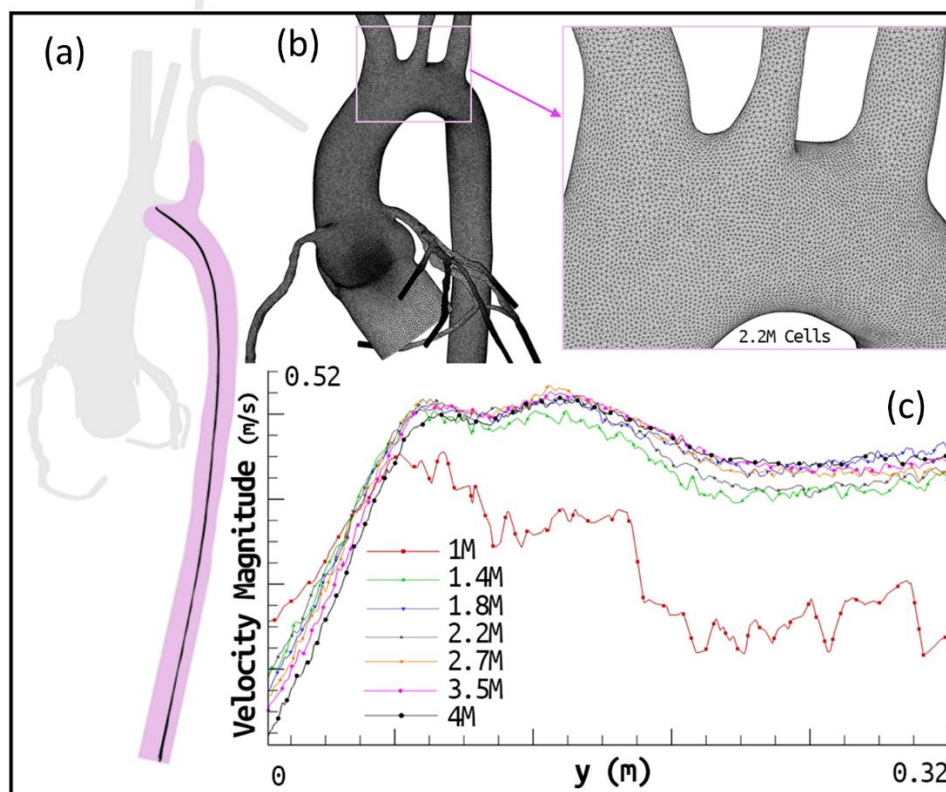 (a)
(b)
2.2M Cells
(c)
0.52
Velocity Magnitude (m/s)
1M
1.4M
1.8M
2.2M
2.7M
3.5M
4M
0
y (m)
0.32